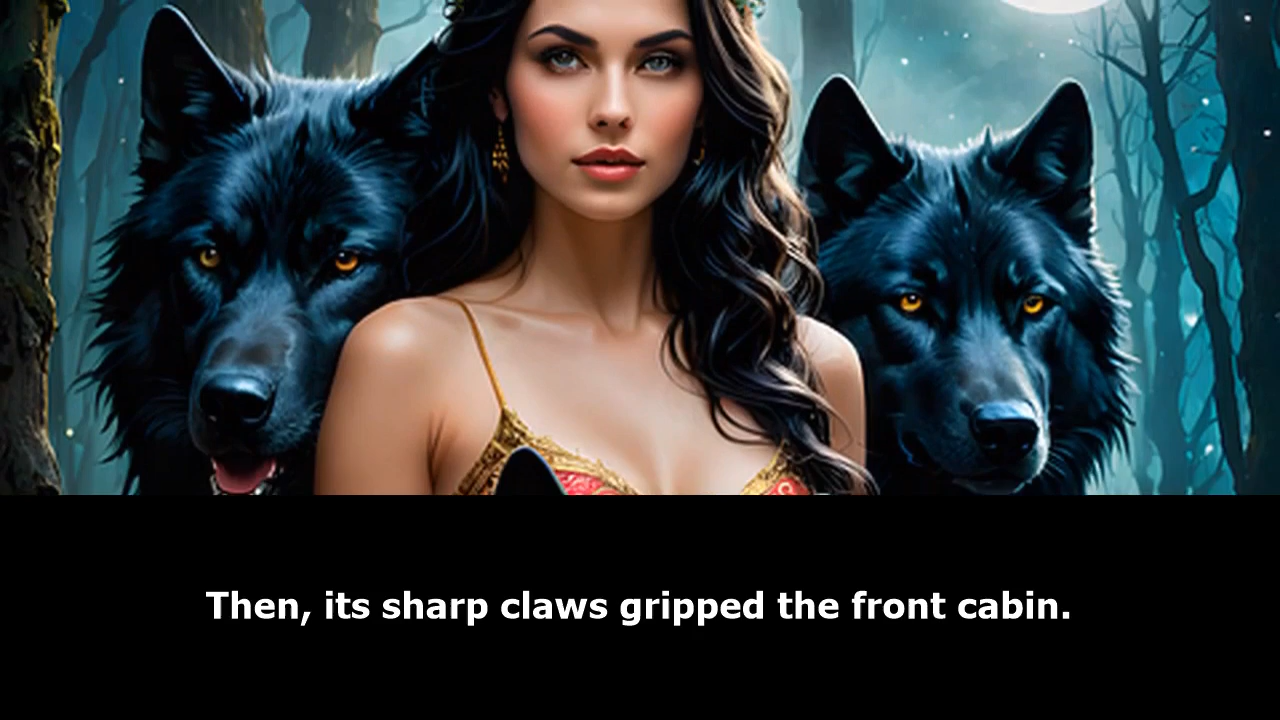 Then, its sharp claws gripped the front cabin.